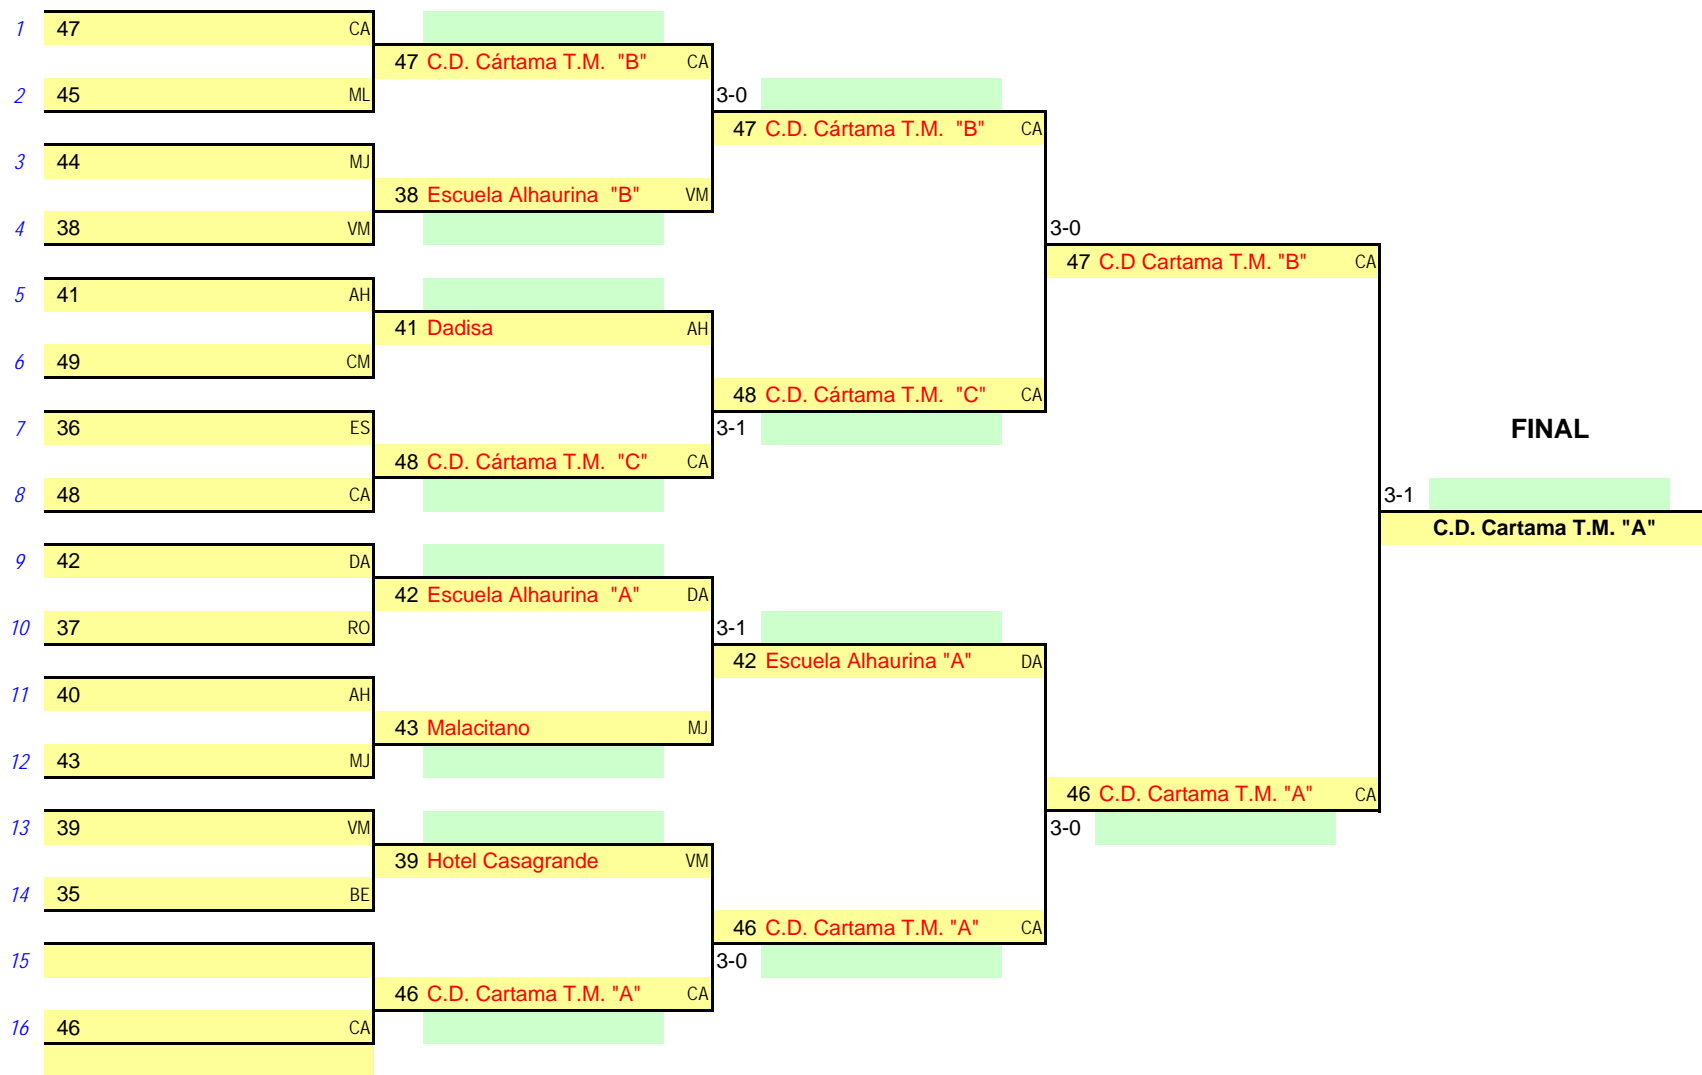 1 47 CA
47 C.D. Cártama T.M. "B" CA
2 45 ML 3-0
47 C.D. Cártama T.M. "B" CA
3 44 MJ
38 Escuela Alhaurina "B" VM
4 38 VM 3-0
47 C.D Cartama T.M. "B" CA
5 41 AH
41 Dadisa AH
6 49 CM
48 C.D. Cártama T.M. "C" CA
7 36 ES 3-1 FINAL
48 C.D. Cártama T.M. "C" CA
8 48 CA 3-1
C.D. Cartama T.M. "A"
9 42 DA
42 Escuela Alhaurina "A" DA
10 37 RO 3-1
42 Escuela Alhaurina "A" DA
11 40 AH
43 Malacitano MJ
12 43 MJ
46 C.D. Cartama T.M. "A" CA
13 39 VM 3-0
39 Hotel Casagrande VM
14 35 BE
46 C.D. Cartama T.M. "A" CA
15 3-0
46 C.D. Cartama T.M. "A" CA
16 46 CA